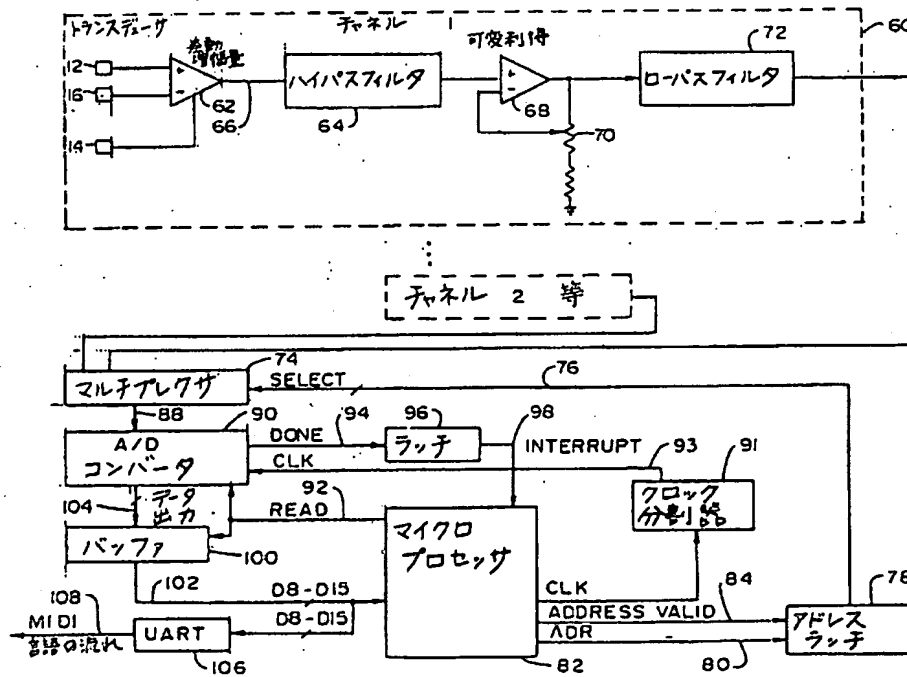 トランスデューサ
チャネル 1
60
12
16
14
差動
増幅量
62
66
ハイパスフィルタ
64
可変利得
68
70
72
ローパスフィルタ
チャネル 2 等
74
マルチプレクサ
SELECT
76
88
90
A/D
コンバータ
DONE
94
96
ラッチ
98
INTERRUPT
CLK
93
91
クロック
分割器
92
READ
104
データ
出力
バッファ
100
マイクロ
プロセッサ
102
D8-D15
D8-D15
CLK
ADDRESS VALID
84
ADR
80
82
78
アドレス
ラッチ
108
MIDI
言語の流れ
UART
106